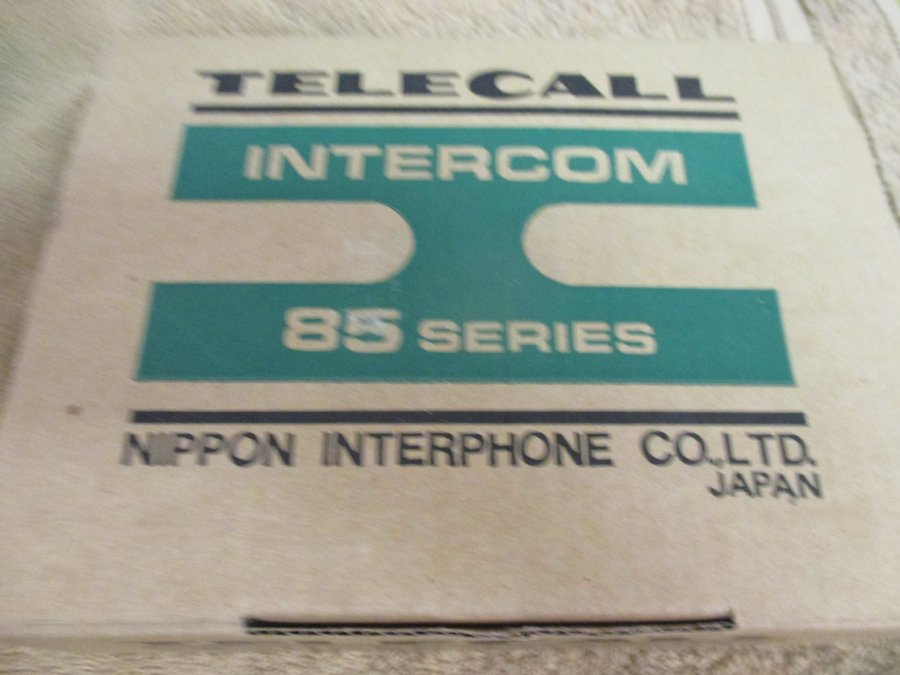 TELECALL
INTERCOM
85 SERIES
NIPPON INTERPHONE CO.,LTD.
JAPAN